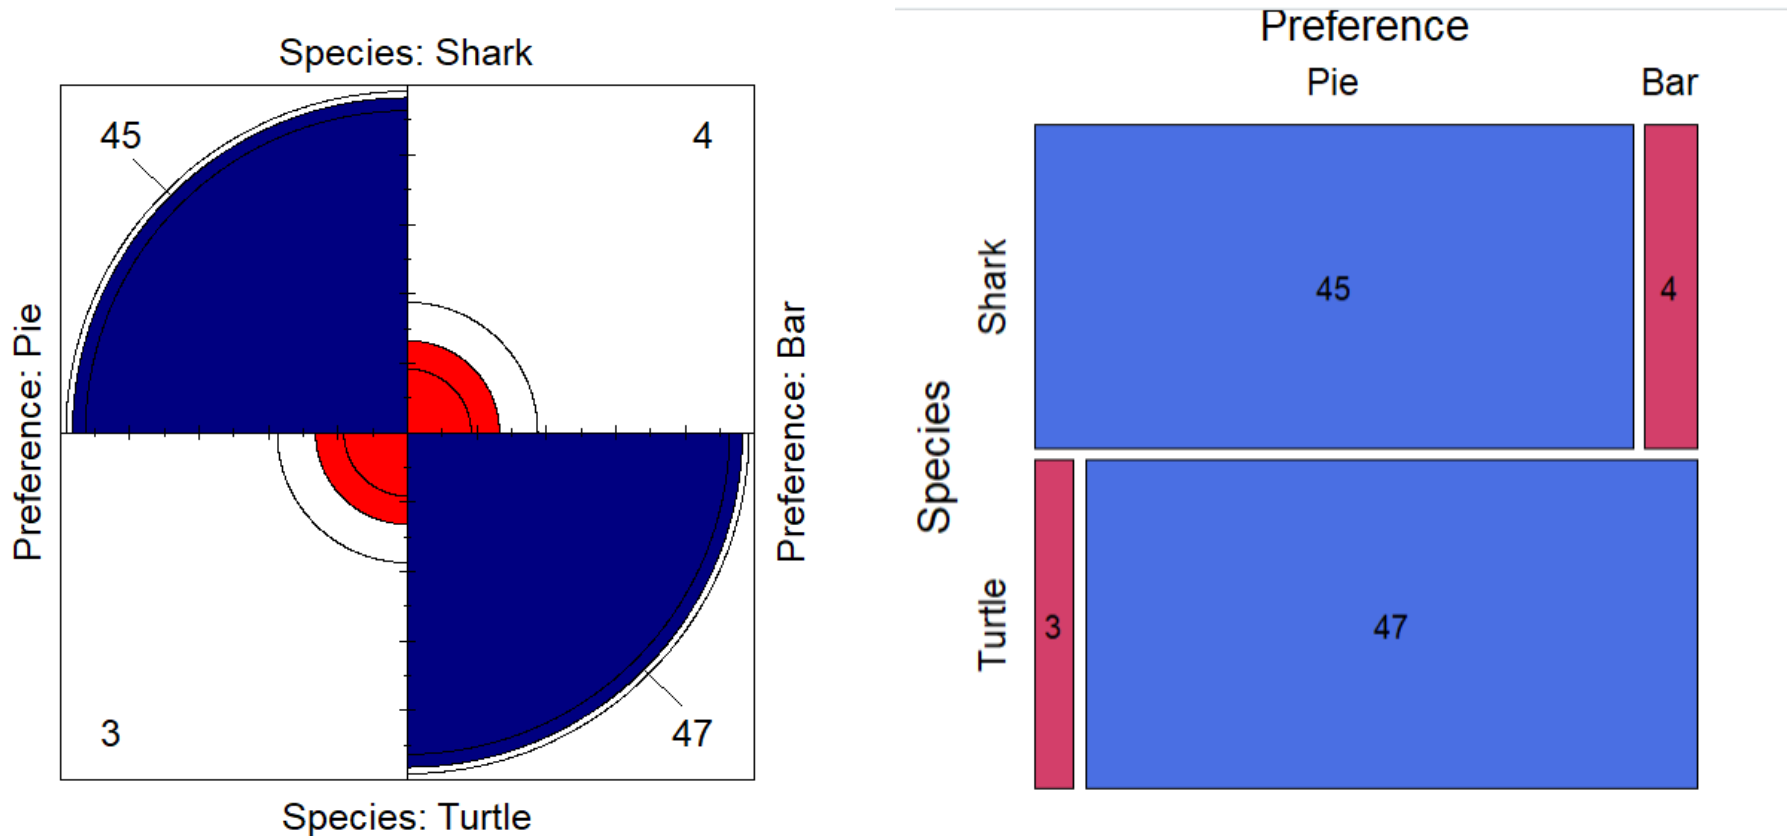 Species: Shark
45
4
Preference: Pie
Preference: Bar
3
47
Species: Turtle
Preference
Pie Bar
Species
Shark
45 4
Turtle
3 47